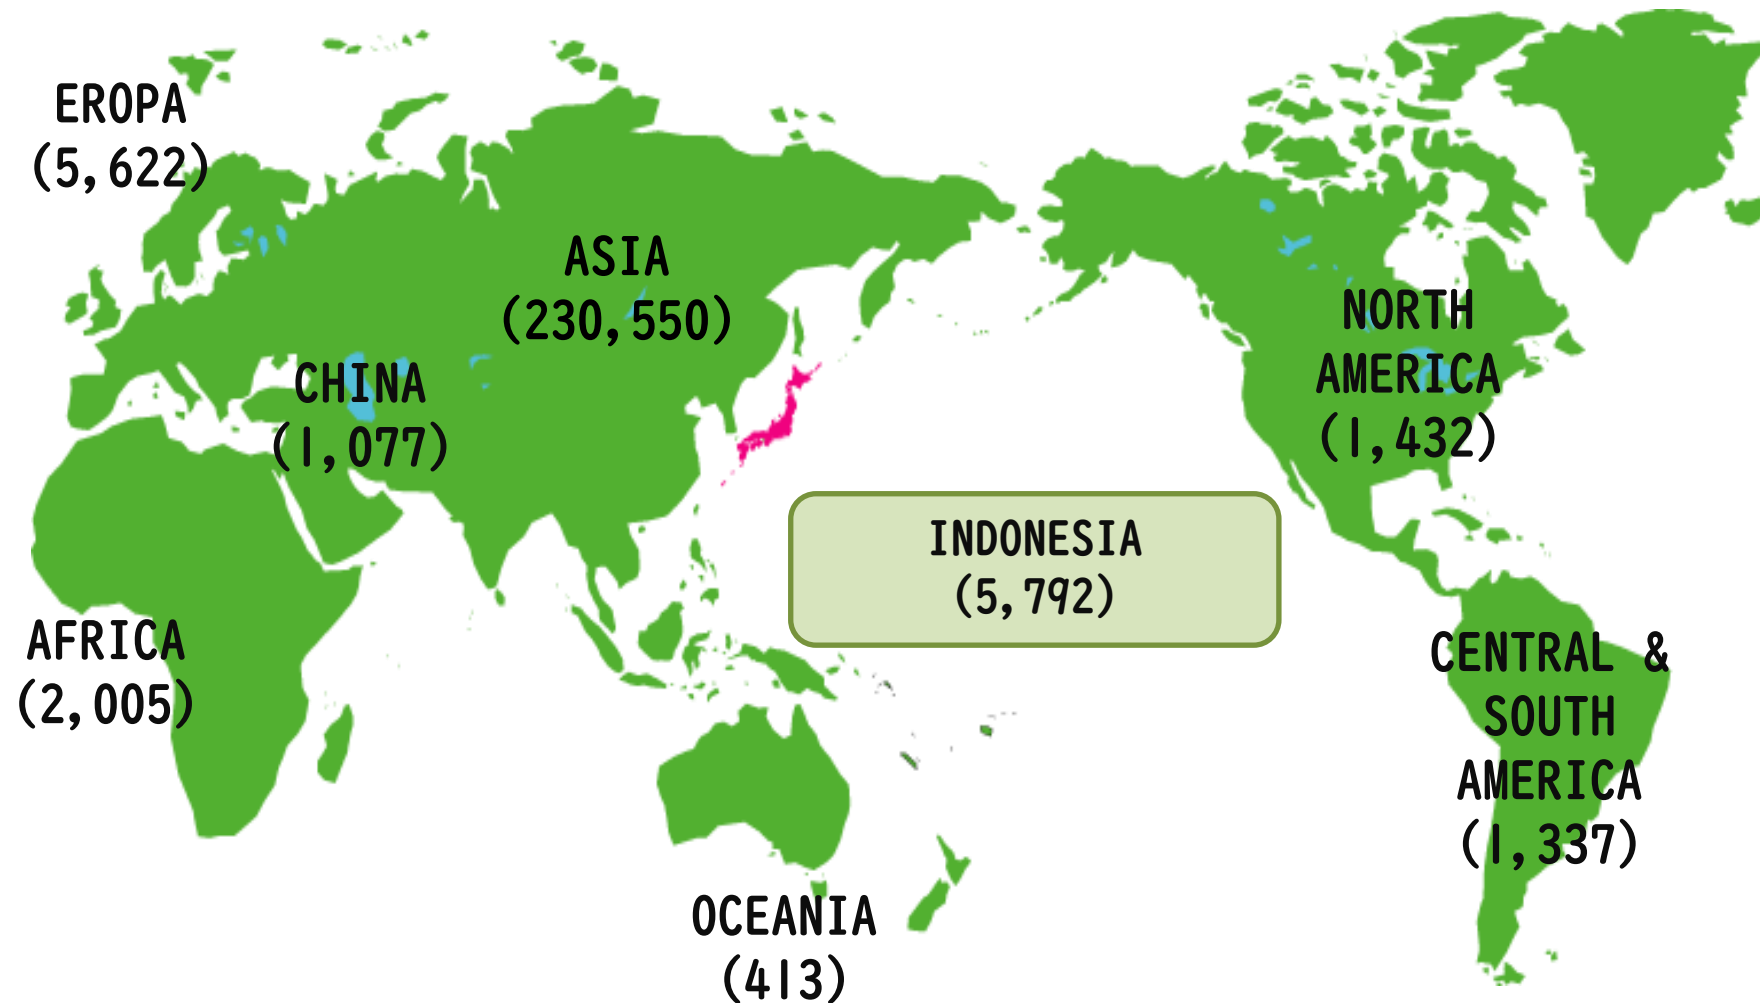 EROPA
(5,622)
ASIA
(230,550)
CHINA
(1,077)
NORTH
AMERICA
(1,432)
INDONESIA
(5,792)
AFRICA
(2,005)
CENTRAL &
SOUTH
AMERICA
(1,337)
OCEANIA
(413)